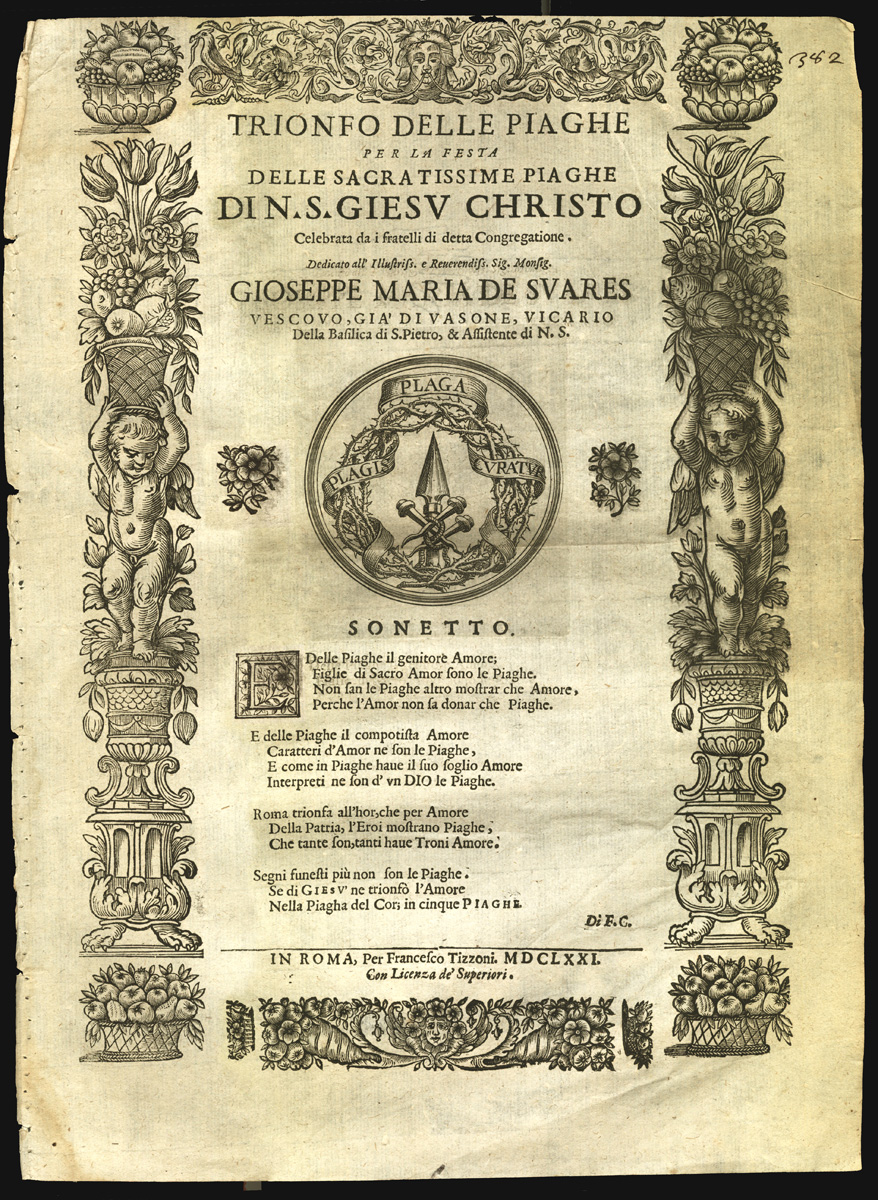 382
TRIONFO DELLE PIAGHE
PER LA FESTA
DELLE SACRATISSIME PIAGHE
DI N. S. GIESV CHRISTO
Celebrata da i fratelli di detta Congregatione.
Dedicato all' Illuſtriſs. e Reuerendiſs. Sig. Monſig.
GIOSEPPE MARIA DE SVARES
VESCOVO, GIA' DI VASONE, VICARIO
Della Baſilica di S. Pietro, & Aſſiſtente di N. S.
PLAGA
PLAGIS CVRATVR
SONETTO.
E Delle Piaghe il genitorè Amore;
Figlie di Sacro Amor ſono le Piaghe.
Non ſan le Piaghe altro moſtrar che Amore,
Perche l'Amor non ſa donar che Piaghe.
E delle Piaghe il compotiſta Amore
Caratteri d'Amor ne ſon le Piaghe,
E come in Piaghe haue il ſuo ſoglio Amore
Interpreti ne ſon d' vn DIO le Piaghe.
Roma trionfa all'hor, che per Amore
Della Patria, l'Eroi moſtrano Piaghe,
Che tante ſon, tanti haue Troni Amore.
Segni funeſti più non ſon le Piaghe.
Se di GIESV' ne trionfò l'Amore
Nella Piagha del Cor; in cinque PIAGHE.
Di F. C.
IN ROMA, Per Franceſco Tizzoni. MDCLXXI.
Con Licenza de' Superiori.